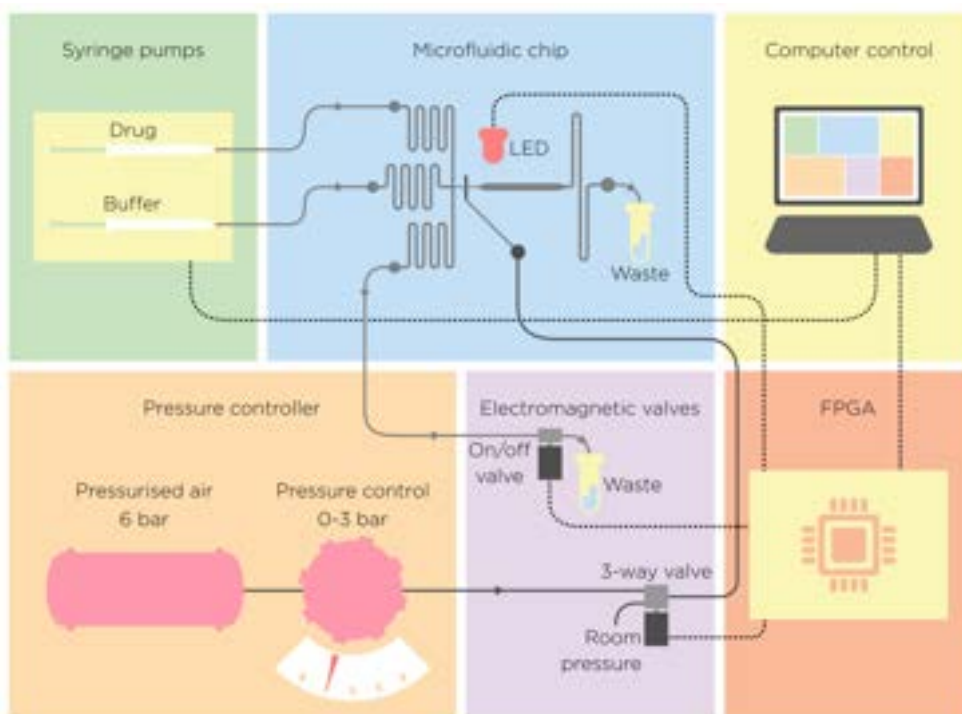 Syringe pumps
Microfluidic chip
Computer control
Drug
Buffer
LED
Waste
Pressure controller
Electromagnetic valves
FPGA
On/off
valve
Waste
Pressurised air
6 bar
Pressure control
0-3 bar
3-way valve
Room
pressure